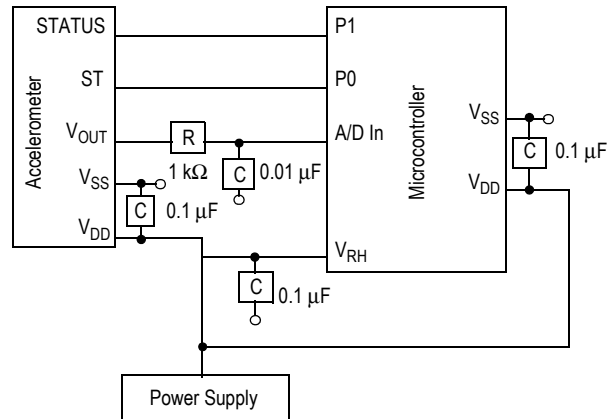 STATUS
ST
VOUT
VSS
VDD
Accelerometer
R
1 kΩ
C
0.01 µF
C
0.1 µF
C
0.1 µF
P1
P0
A/D In
VRH
Microcontroller
VSS
VDD
C
0.1 µF
Power Supply